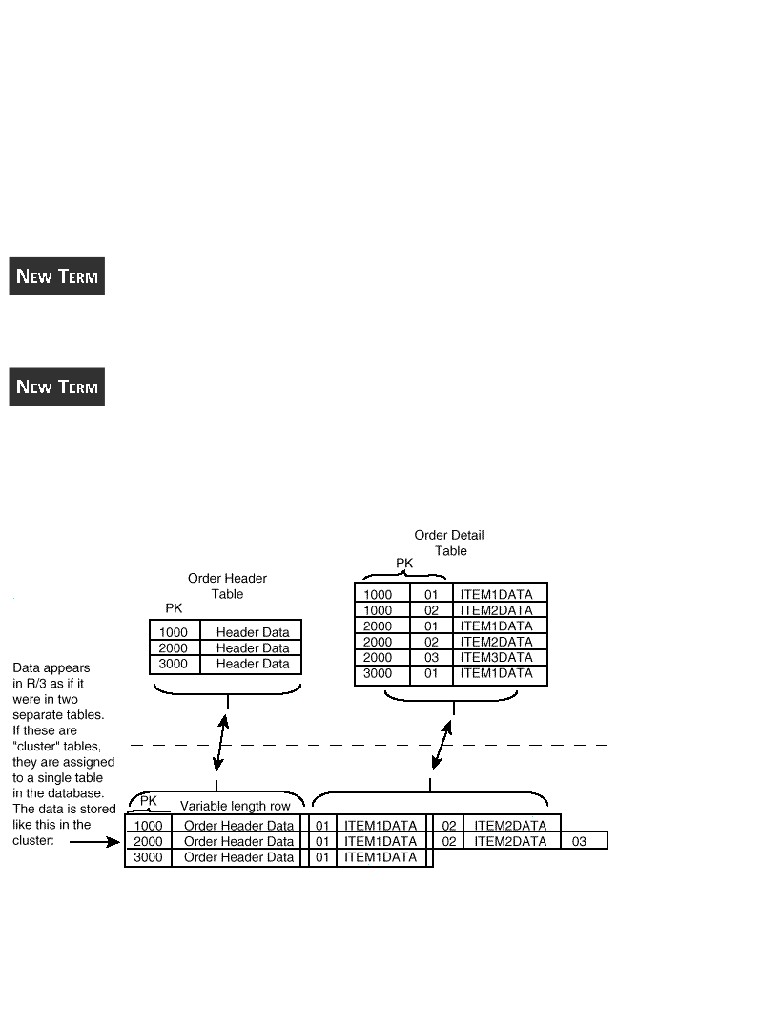 NEW TERM
NEW TERM
Order Detail
Table
PK
1000 01 ITEM1DATA
1000 02 ITEM2DATA
2000 01 ITEM1DATA
2000 02 ITEM2DATA
2000 03 ITEM3DATA
3000 01 ITEM1DATA
Order Header
Table
PK
1000 Header Data
2000 Header Data
3000 Header Data
Data appears
in R/3 as if it
were in two
separate tables.
If these are
"cluster" tables,
they are assigned
to a single table
in the database.
The data is stored
like this in the
cluster:
PK Variable length row
1000 Order Header Data 01 ITEM1DATA 02 ITEM2DATA
2000 Order Header Data 01 ITEM1DATA 02 ITEM2DATA 03
3000 Order Header Data 01 ITEM1DATA